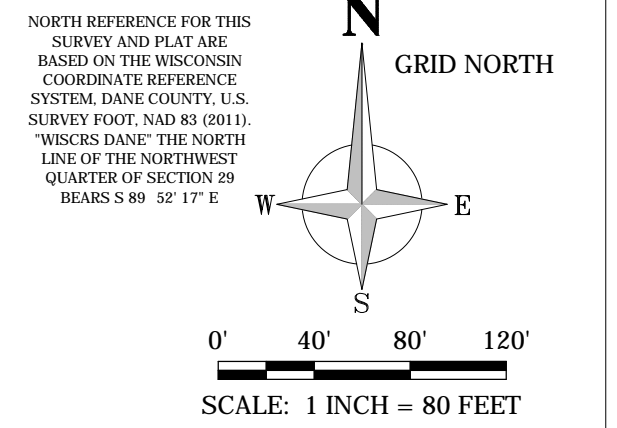 NORTH REFERENCE FOR THIS
SURVEY AND PLAT ARE
BASED ON THE WISCONSIN
COORDINATE REFERENCE
SYSTEM, DANE COUNTY, U.S.
SURVEY FOOT, NAD 83 (2011).
"WISCRS DANE" THE NORTH
LINE OF THE NORTHWEST
QUARTER OF SECTION 29
BEARS S 89 52' 17" E
N
GRID NORTH
W E
S
0' 40' 80' 120'
SCALE: 1 INCH = 80 FEET